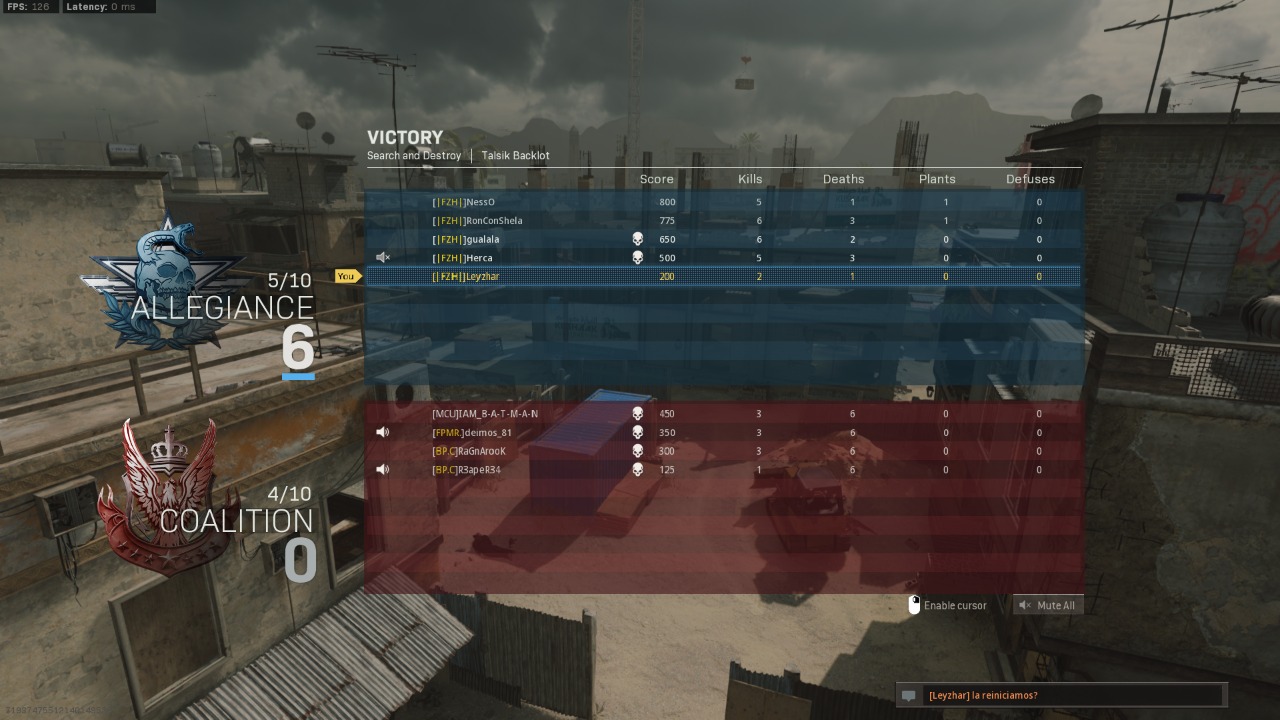 FPS: 126 Latency: 0 ms
VICTORY
Search and Destroy | Talsik Backlot
Score Kills Deaths Plants Defuses
[|FZH|]NessO 800 5 1 1 0
[|FZH|]RonConShela 775 6 3 1 0
[|FZH|]gualala 650 6 2 0 0
[|FZH|]Herca 500 5 3 0 0
You [|FZH|]Leyzhar 200 2 1 0 0
5/10
ALLEGIANCE
6
[MCU]IAM_B-A-T-M-A-N 450 3 6 0 0
[FPMR.]deimos_81 350 3 6 0 0
[BP.C]RaGnArooK 300 3 6 0 0
[BP.C]R3apeR34 125 1 6 0 0
4/10
COALITION
0
Enable cursor Mute All
[Leyzhar] la reiniciamos?